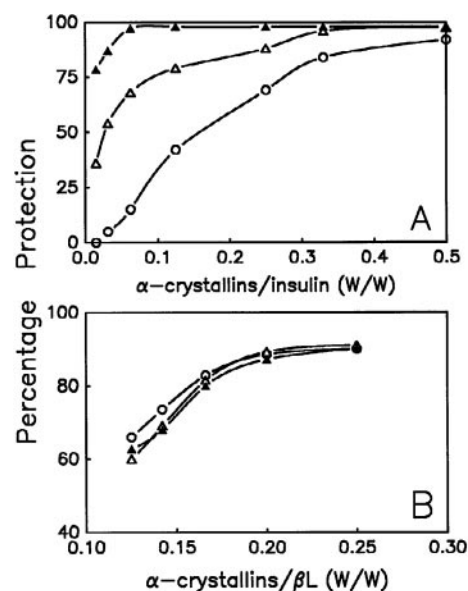 Percentage Protection
100
75
50
25
0
A
0.0 0.1 0.2 0.3 0.4 0.5
α-crystallins/insulin (W/W)
100
80
60
40
B
0.10 0.15 0.20 0.25 0.30
α-crystallins/βL (W/W)